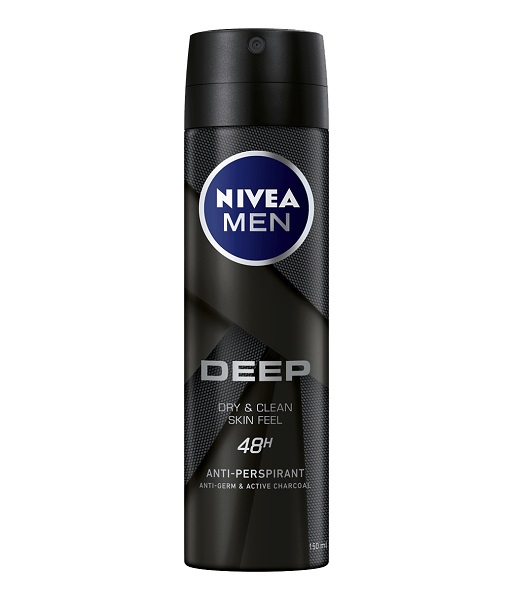 NIVEA
MEN
DEEP
DRY & CLEAN
SKIN FEEL
48H
ANTI-PERSPIRANT
ANTI-GERM & ACTIVE CHARCOAL
150 ml